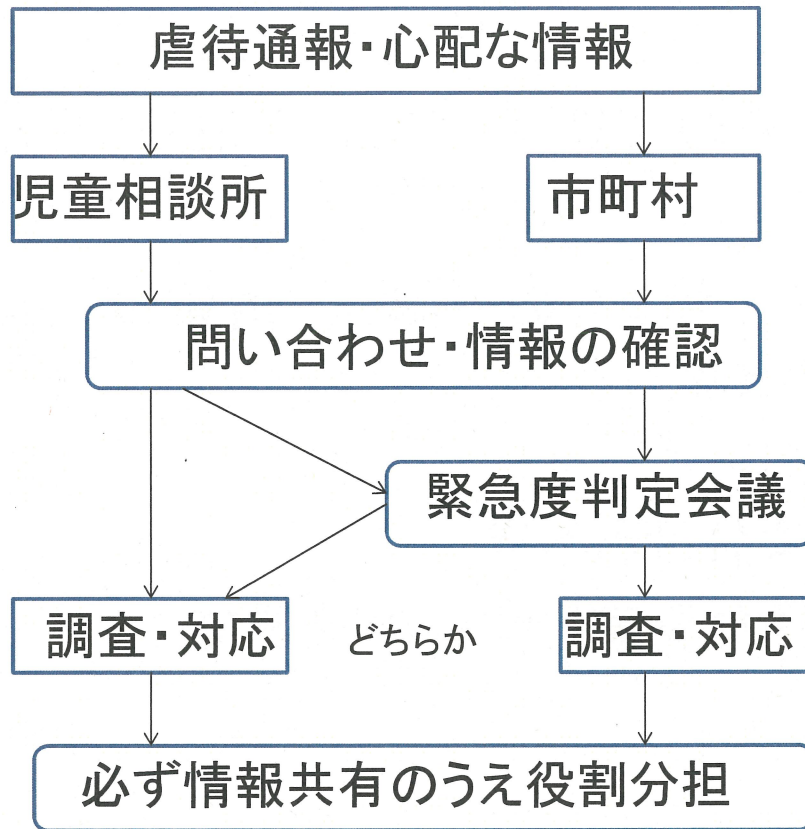 虐待通報・心配な情報
児童相談所
市町村
問い合わせ・情報の確認
緊急度判定会議
調査・対応
どちらか
調査・対応
必ず情報共有のうえ役割分担